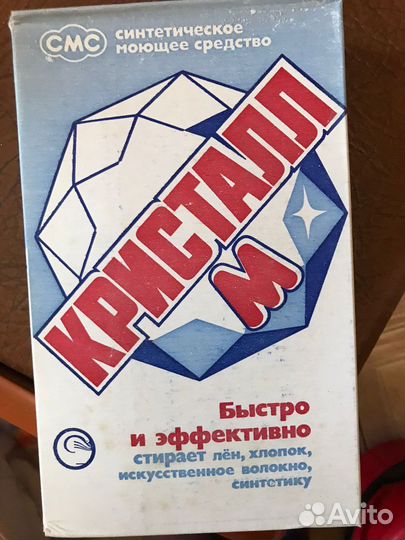 СМС синтетическое
моющее средство
КРИСТАЛЛ
М
Быстро
и эффективно
стирает лён, хлопок,
искусственное волокно,
синтетику
Avito